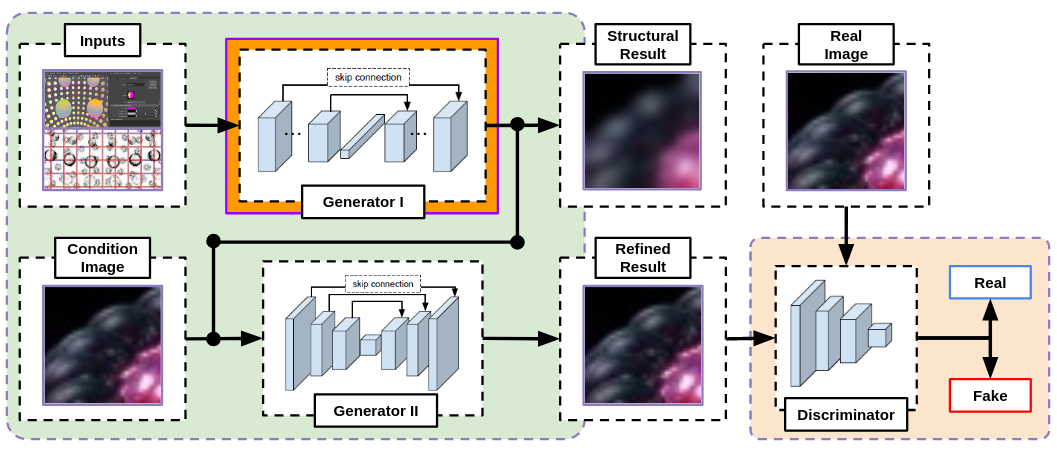 Inputs
skip connection
Generator I
Structural
Result
Real
Image
Condition
Image
skip connection
Generator II
Refined
Result
Discriminator
Real
Fake